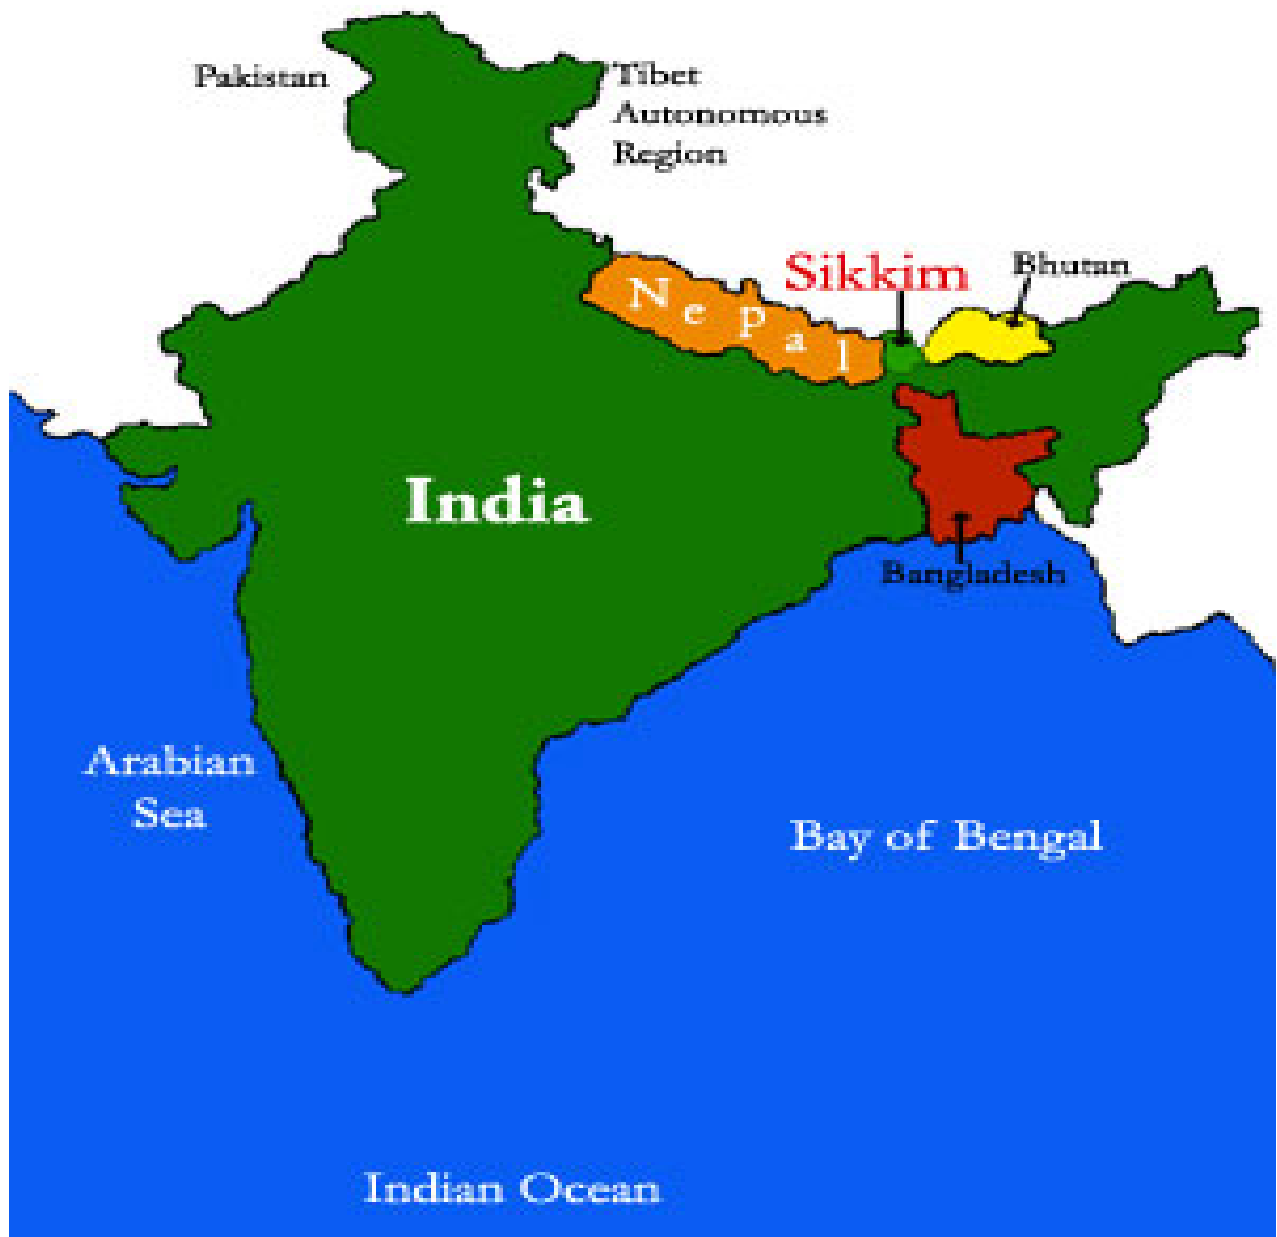 Pakistan
Tibet
Autonomous
Region
Sikkim
Bhutan
Nepal
India
Bangladesh
Arabian
Sea
Bay of Bengal
Indian Ocean